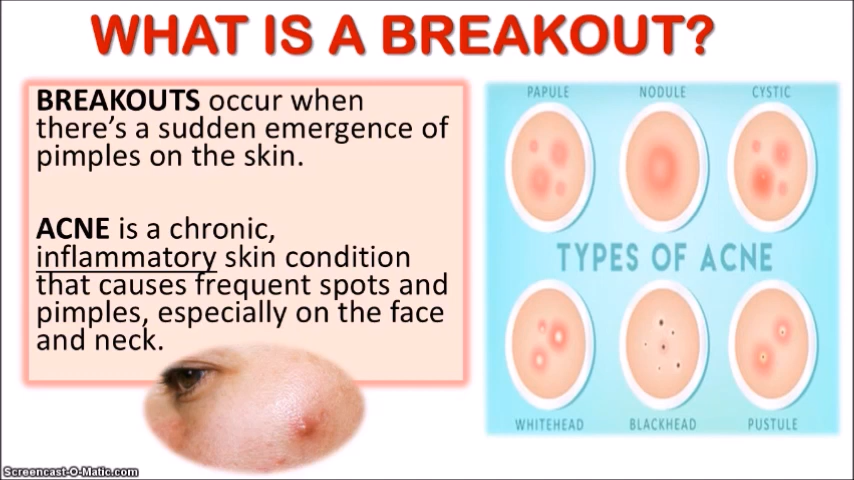 WHAT IS A BREAKOUT?
BREAKOUTS occur when
there's a sudden emergence of
pimples on the skin.
ACNE is a chronic,
inflammatory skin condition
that causes frequent spots and
pimples, especially on the face
and neck.
PAPULE NODULE CYSTIC
TYPES OF ACNE
WHITEHEAD BLACKHEAD PUSTULE
Screencast-O-Matic.com